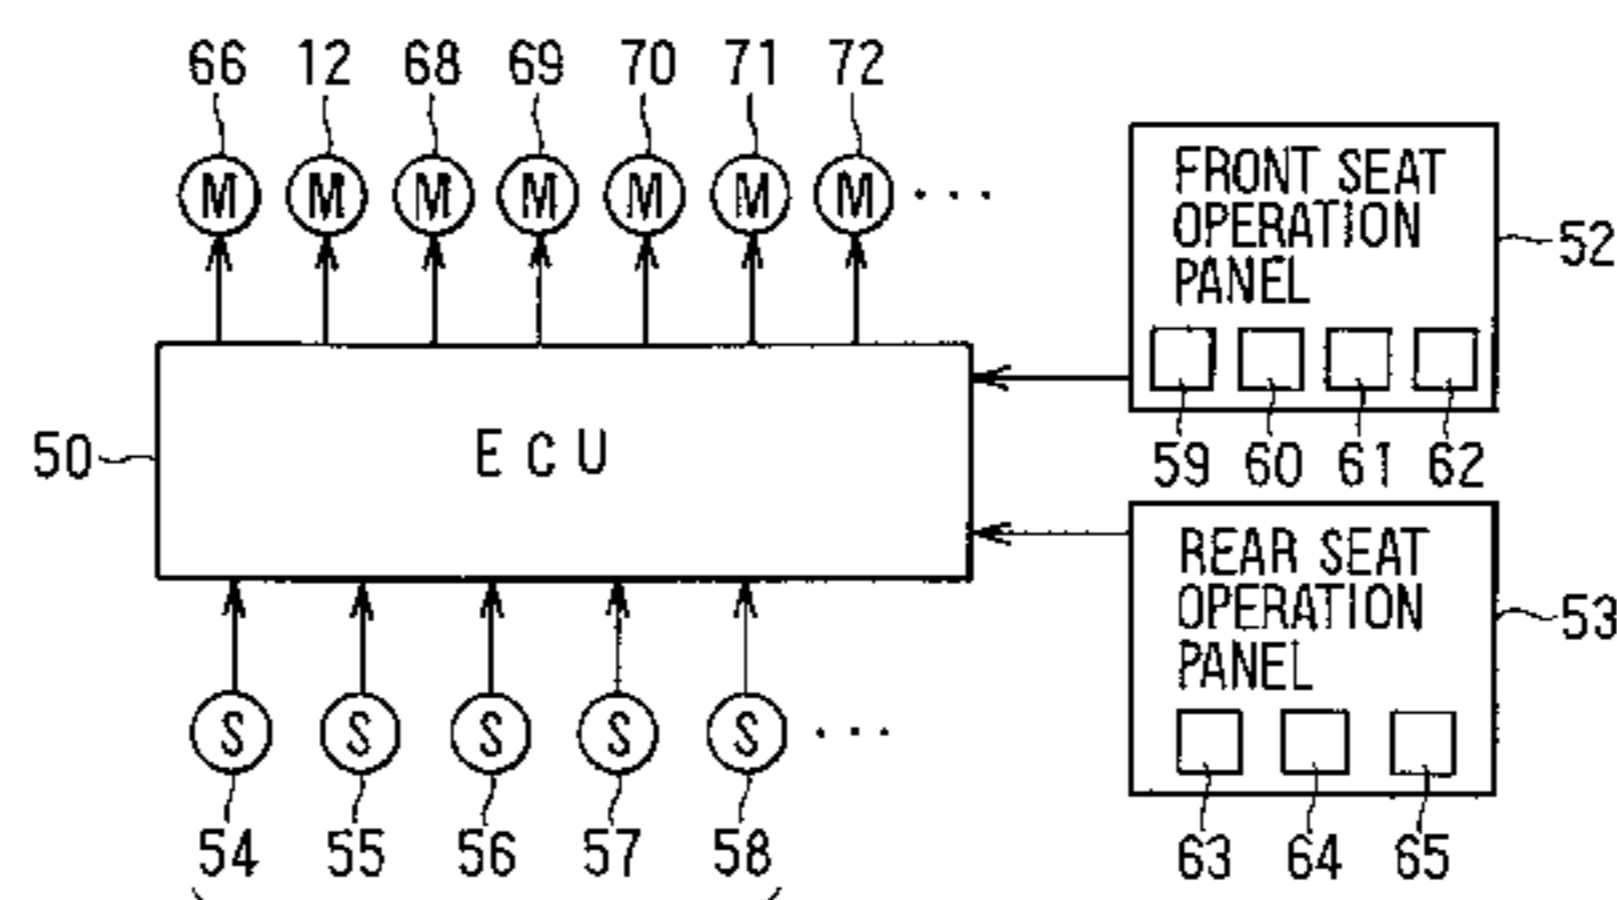 66 12 68 69 70 71 72
M M M M M M M ...
FRONT SEAT
OPERATION
PANEL
52
59 60 61 62
50
ECU
REAR SEAT
OPERATION
PANEL
53
63 64 65
S S S S S ...
54 55 56 57 58